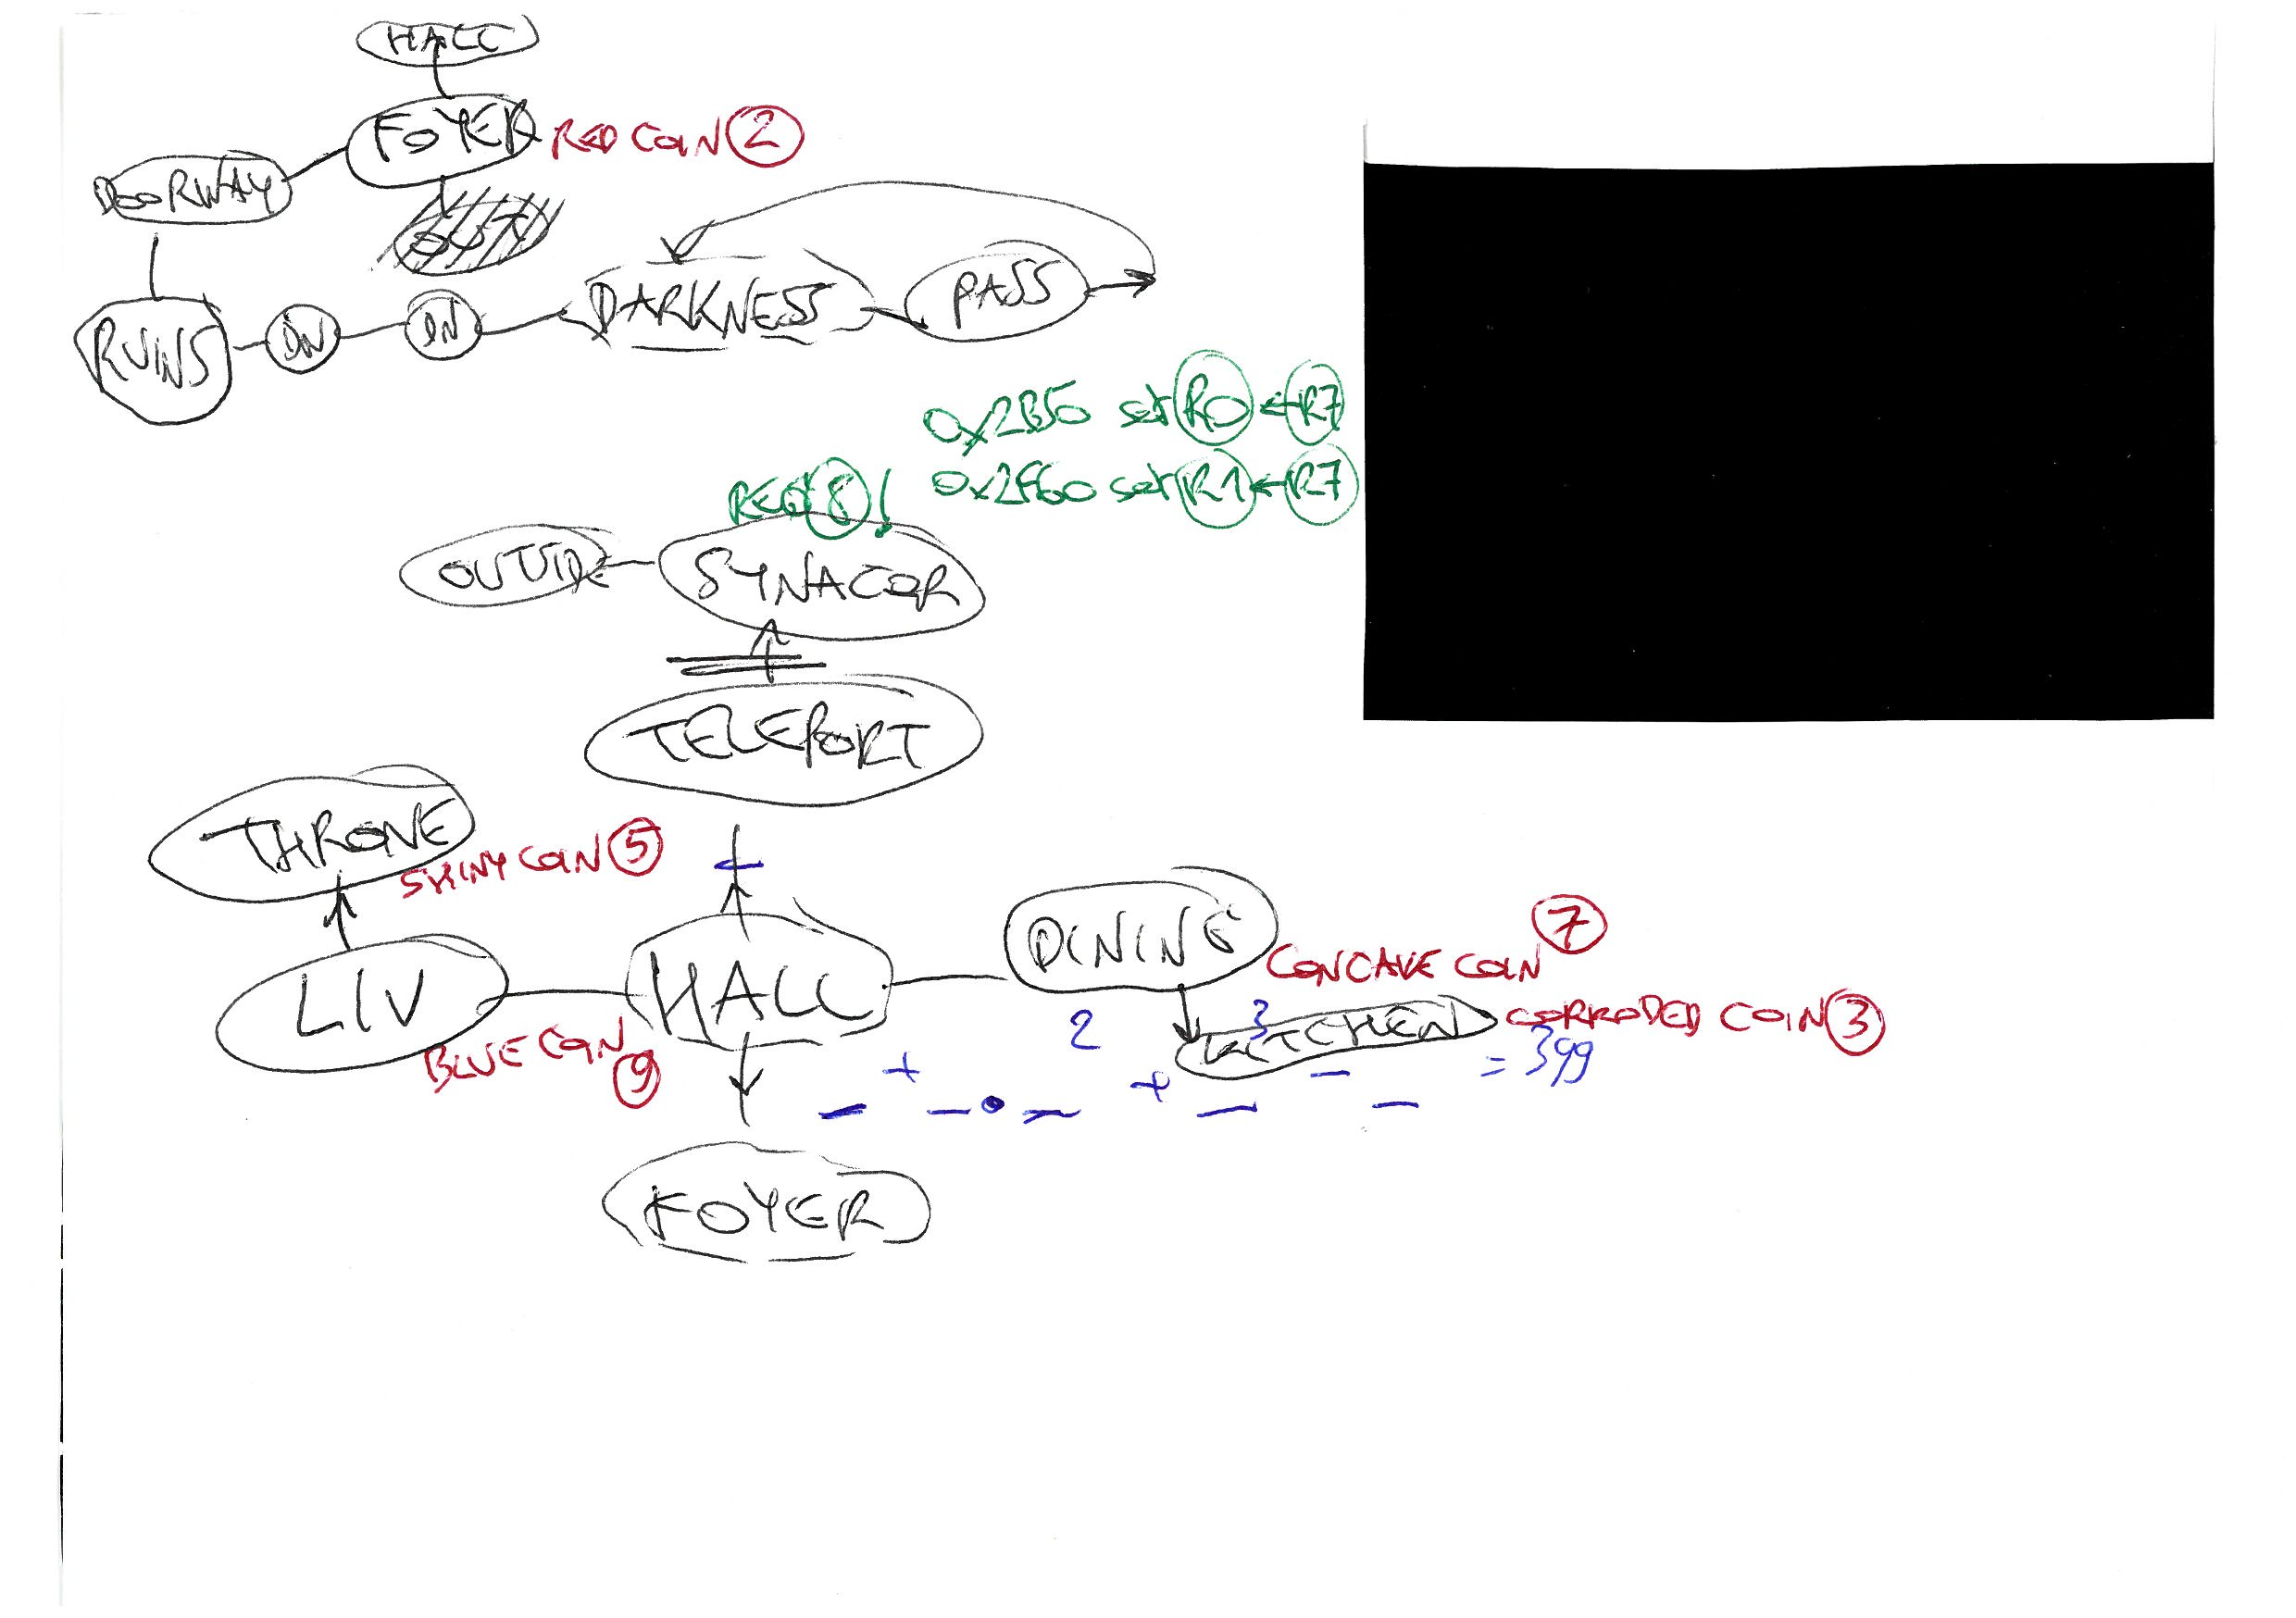 HALL
FOYER RED COIN 2
DOORWAY
OUT
RUINS DN DN DARKNESS PASS
0x2B50 set R0 ← R7
REG 8! 0x2F60 set R1 ← R7
OUTSIDE SYNACOR
TELEPORT
THRONE
SHINY COIN 5
LIV HALL DINING CONCAVE COIN 7
BLUE COIN 9
KITCHEN CORRODED COIN 3
+ 2 + 3 - = 399
- - • - - -
FOYER